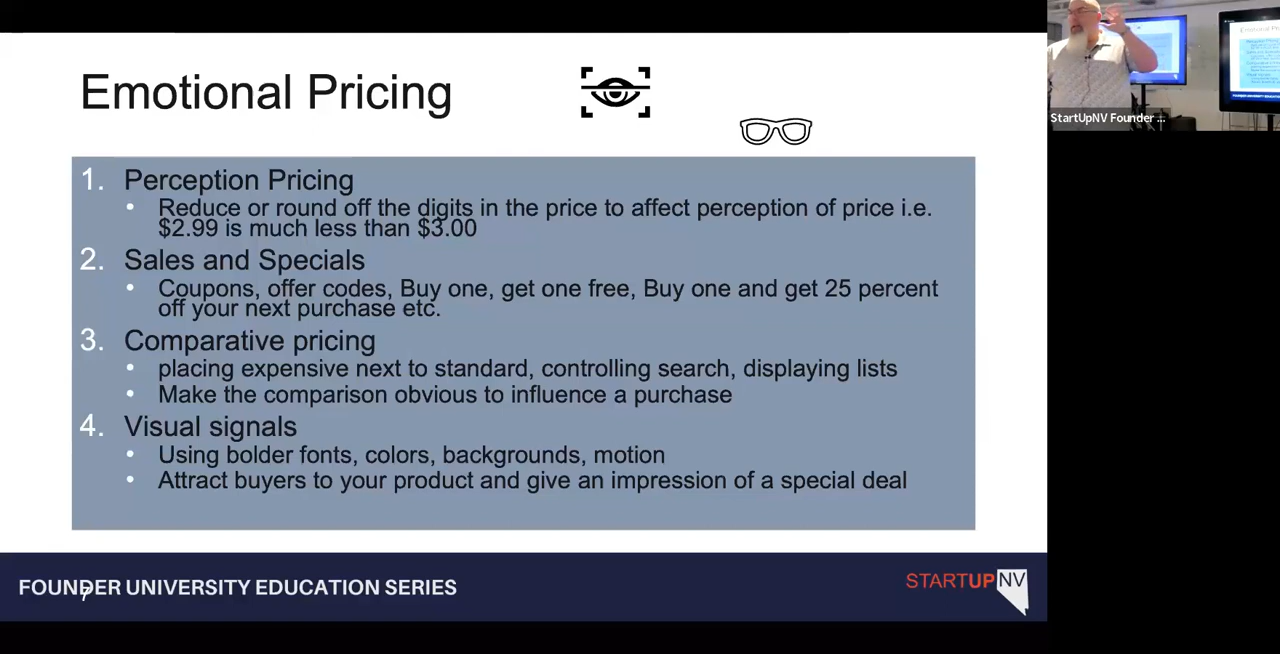 Emotional Pricing
1. Perception Pricing
• Reduce or round off the digits in the price to affect perception of price i.e.
$2.99 is much less than $3.00
2. Sales and Specials
• Coupons, offer codes, Buy one, get one free, Buy one and get 25 percent
off your next purchase etc.
3. Comparative pricing
• placing expensive next to standard, controlling search, displaying lists
• Make the comparison obvious to influence a purchase
4. Visual signals
• Using bolder fonts, colors, backgrounds, motion
• Attract buyers to your product and give an impression of a special deal
FOUNDER UNIVERSITY EDUCATION SERIES
7
STARTUPNV
StartUpNV Founder ...
Emotional Pricing